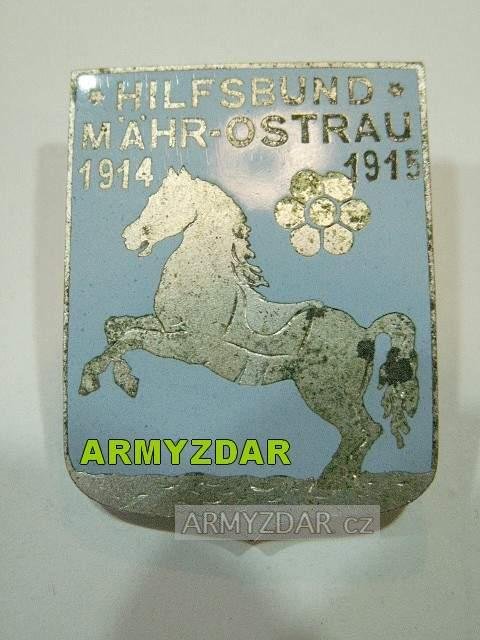 * HILFSBUND *
MÄHR-OSTRAU
1914 1915
ARMYZDAR
ARMYZDAR cz